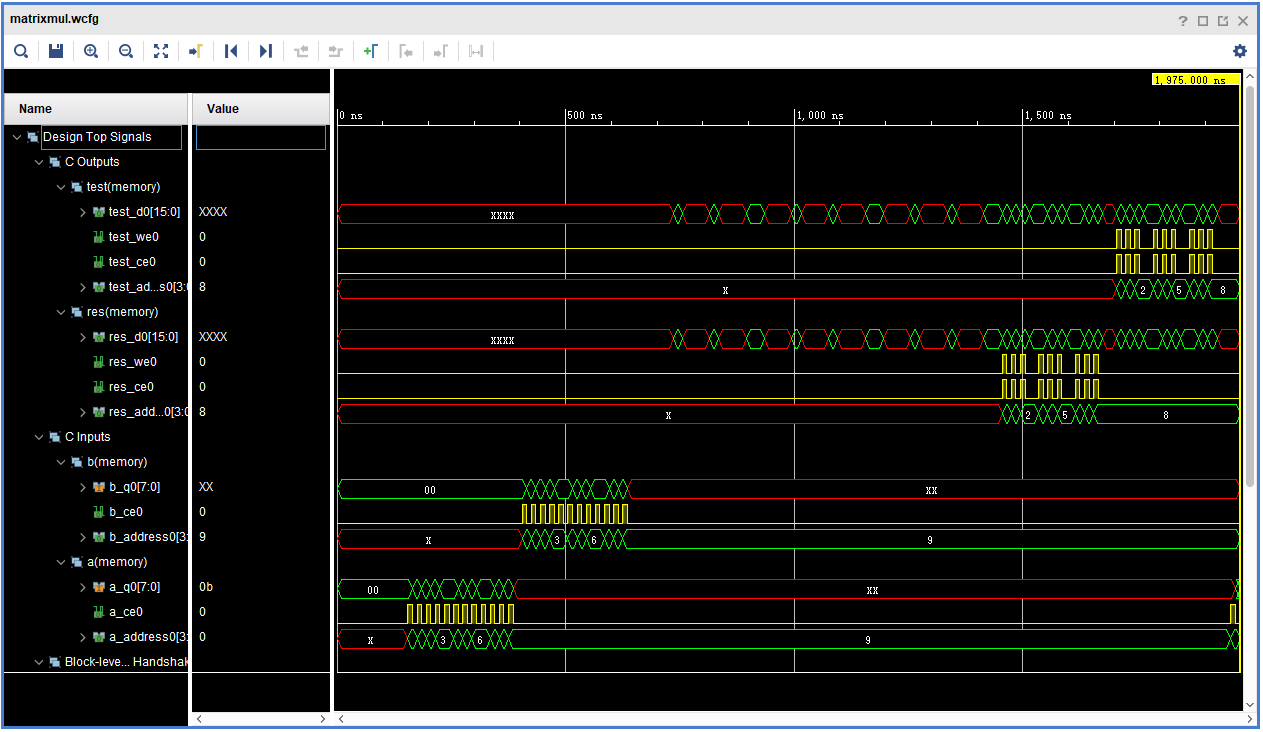 matrixmul.wcfg
1,975.000 ns
Name Value
0 ns 500 ns 1,000 ns 1,500 ns
Design Top Signals
C Outputs
test(memory)
test_d0[15:0] XXXX XXXX
test_we0 0
test_ce0 0
test_ad...s0[3:0 8 X 2 5 8
res(memory)
res_d0[15:0] XXXX XXXX
res_we0 0
res_ce0 0
res_add...0[3:0 8 X 2 5 8
C Inputs
b(memory)
b_q0[7:0] XX 00 XX
b_ce0 0
b_address0[3: 9 X 3 6 9
a(memory)
a_q0[7:0] 0b 00 XX
a_ce0 0
a_address0[3: 0 X 3 6 9
Block-leve... Handshak